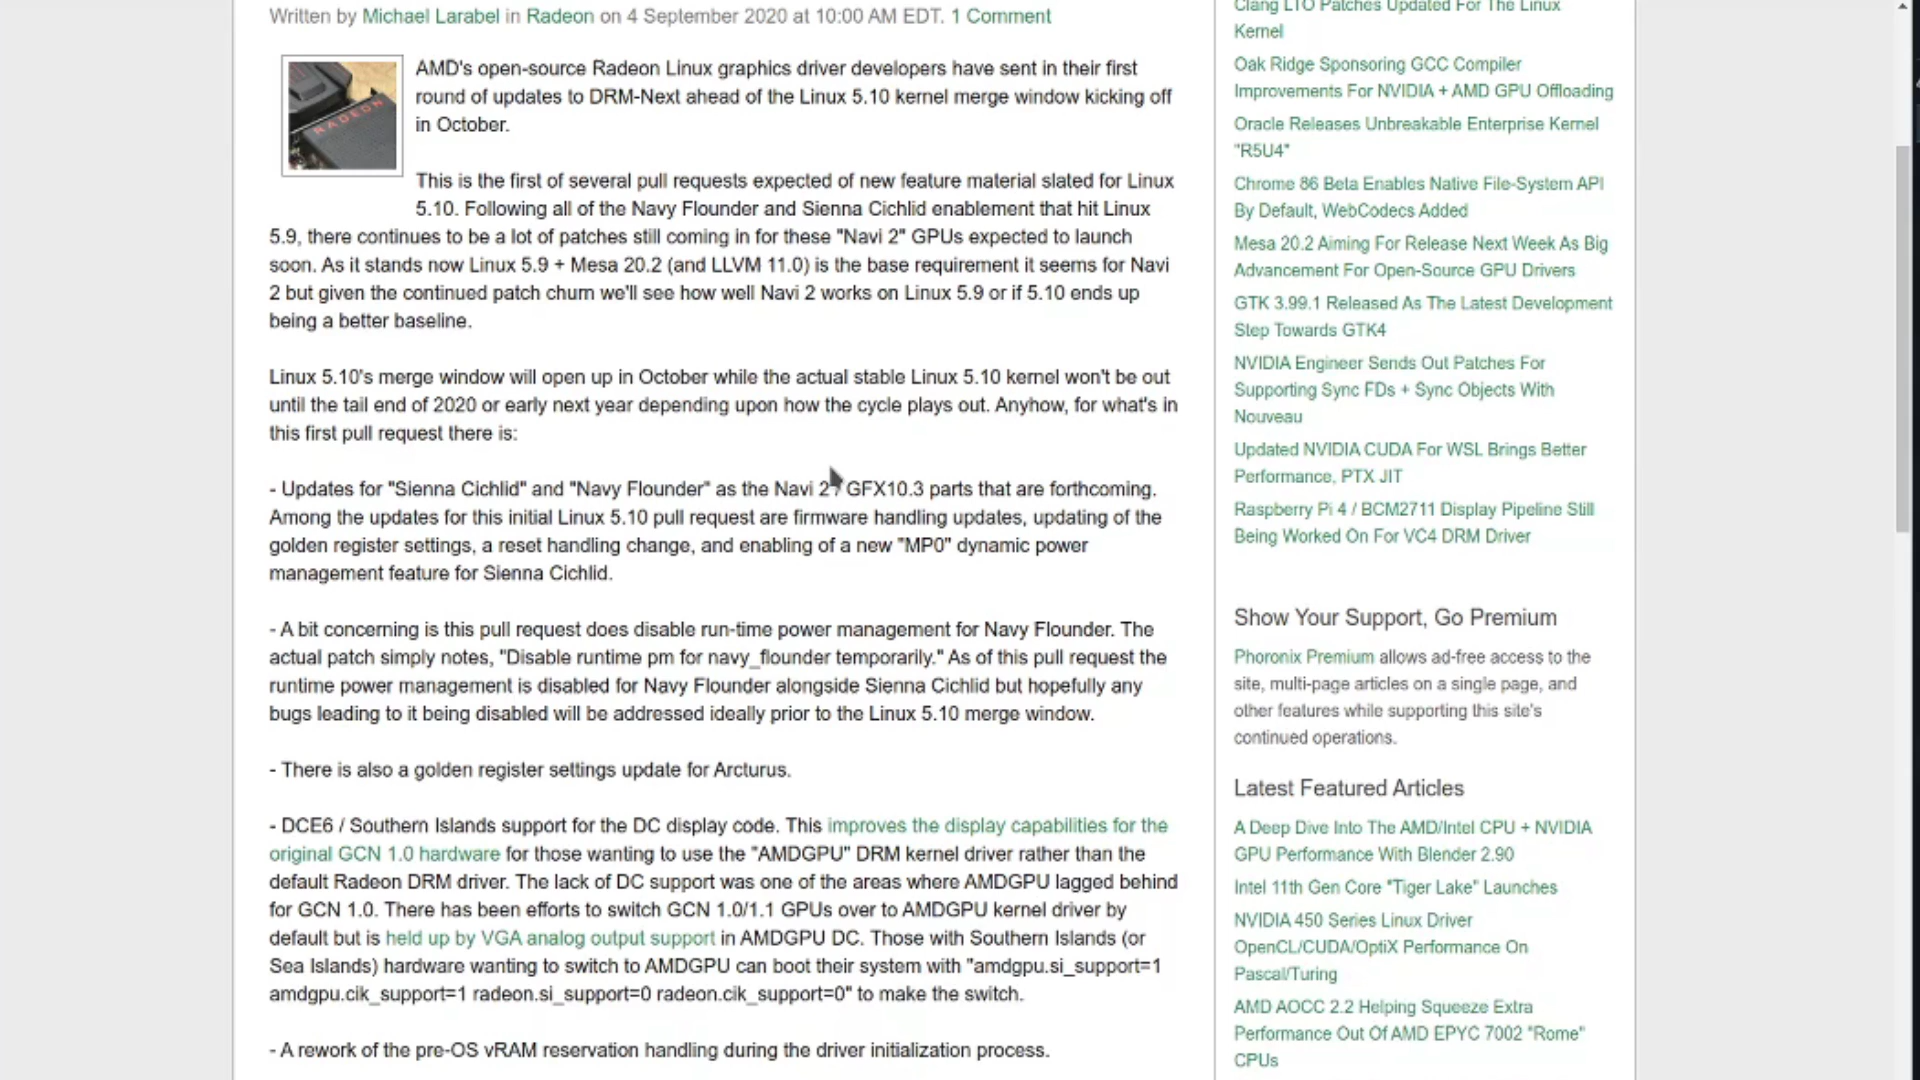 Written by Michael Larabel in Radeon on 4 September 2020 at 10:00 AM EDT. 1 Comment
RADEON
AMD's open-source Radeon Linux graphics driver developers have sent in their first
round of updates to DRM-Next ahead of the Linux 5.10 kernel merge window kicking off
in October.
This is the first of several pull requests expected of new feature material slated for Linux
5.10. Following all of the Navy Flounder and Sienna Cichlid enablement that hit Linux
5.9, there continues to be a lot of patches still coming in for these "Navi 2" GPUs expected to launch
soon. As it stands now Linux 5.9 + Mesa 20.2 (and LLVM 11.0) is the base requirement it seems for Navi
2 but given the continued patch churn we'll see how well Navi 2 works on Linux 5.9 or if 5.10 ends up
being a better baseline.
Linux 5.10's merge window will open up in October while the actual stable Linux 5.10 kernel won't be out
until the tail end of 2020 or early next year depending upon how the cycle plays out. Anyhow, for what's in
this first pull request there is:
- Updates for "Sienna Cichlid" and "Navy Flounder" as the Navi 2 / GFX10.3 parts that are forthcoming.
Among the updates for this initial Linux 5.10 pull request are firmware handling updates, updating of the
golden register settings, a reset handling change, and enabling of a new "MP0" dynamic power
management feature for Sienna Cichlid.
- A bit concerning is this pull request does disable run-time power management for Navy Flounder. The
actual patch simply notes, "Disable runtime pm for navy_flounder temporarily." As of this pull request the
runtime power management is disabled for Navy Flounder alongside Sienna Cichlid but hopefully any
bugs leading to it being disabled will be addressed ideally prior to the Linux 5.10 merge window.
- There is also a golden register settings update for Arcturus.
- DCE6 / Southern Islands support for the DC display code. This improves the display capabilities for the
original GCN 1.0 hardware for those wanting to use the "AMDGPU" DRM kernel driver rather than the
default Radeon DRM driver. The lack of DC support was one of the areas where AMDGPU lagged behind
for GCN 1.0. There has been efforts to switch GCN 1.0/1.1 GPUs over to AMDGPU kernel driver by
default but is held up by VGA analog output support in AMDGPU DC. Those with Southern Islands (or
Sea Islands) hardware wanting to switch to AMDGPU can boot their system with "amdgpu.si_support=1
amdgpu.cik_support=1 radeon.si_support=0 radeon.cik_support=0" to make the switch.
- A rework of the pre-OS vRAM reservation handling during the driver initialization process.
Clang LTO Patches Updated For The Linux
Kernel
Oak Ridge Sponsoring GCC Compiler
Improvements For NVIDIA + AMD GPU Offloading
Oracle Releases Unbreakable Enterprise Kernel
"R5U4"
Chrome 86 Beta Enables Native File-System API
By Default, WebCodecs Added
Mesa 20.2 Aiming For Release Next Week As Big
Advancement For Open-Source GPU Drivers
GTK 3.99.1 Released As The Latest Development
Step Towards GTK4
NVIDIA Engineer Sends Out Patches For
Supporting Sync FDs + Sync Objects With
Nouveau
Updated NVIDIA CUDA For WSL Brings Better
Performance, PTX JIT
Raspberry Pi 4 / BCM2711 Display Pipeline Still
Being Worked On For VC4 DRM Driver
Show Your Support, Go Premium
Phoronix Premium allows ad-free access to the
site, multi-page articles on a single page, and
other features while supporting this site's
continued operations.
Latest Featured Articles
A Deep Dive Into The AMD/Intel CPU + NVIDIA
GPU Performance With Blender 2.90
Intel 11th Gen Core "Tiger Lake" Launches
NVIDIA 450 Series Linux Driver
OpenCL/CUDA/OptiX Performance On
Pascal/Turing
AMD AOCC 2.2 Helping Squeeze Extra
Performance Out Of AMD EPYC 7002 "Rome"
CPUs